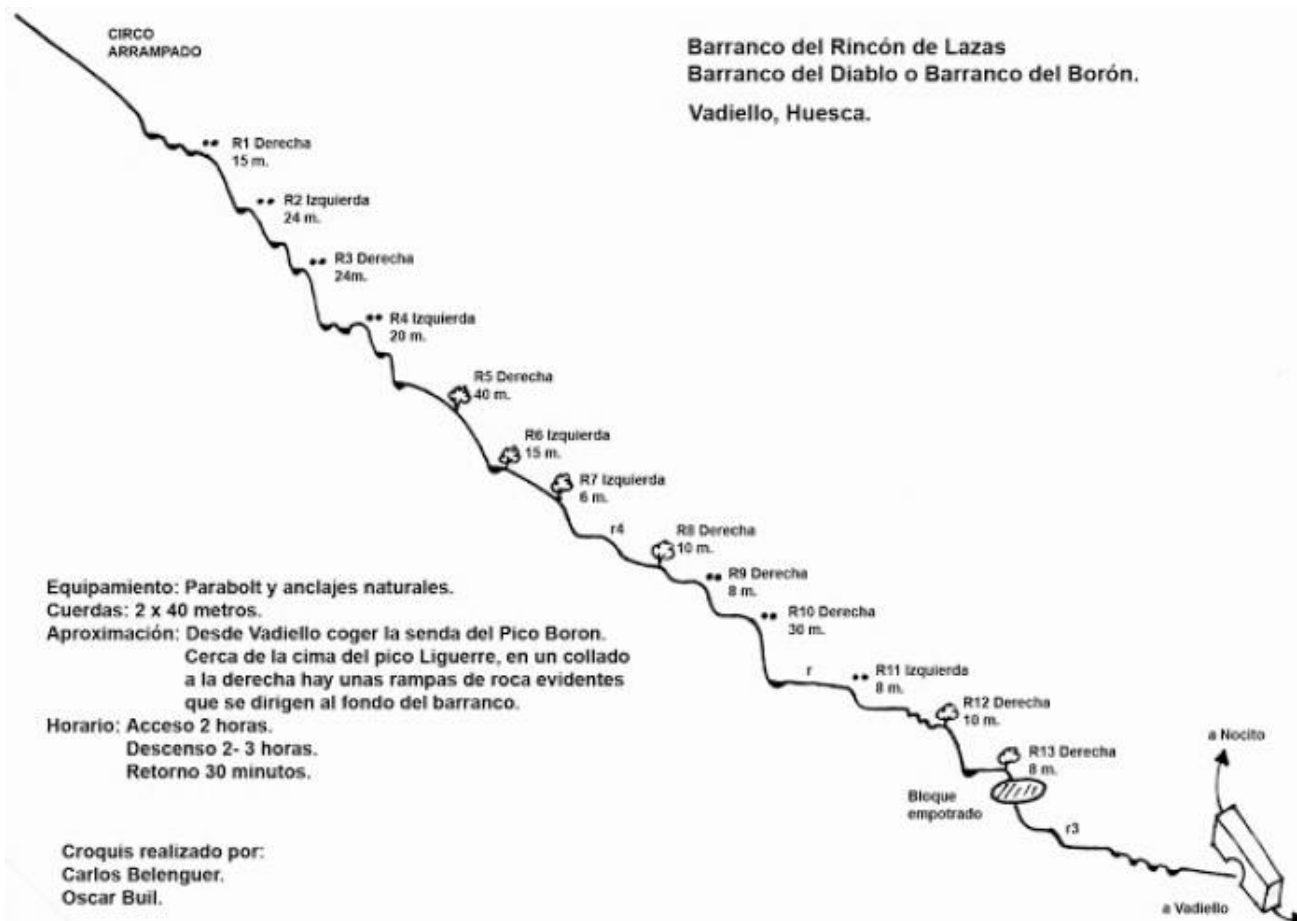 CIRCO
ARRAMPADO
Barranco del Rincón de Lazas
Barranco del Diablo o Barranco del Borón.
Vadiello, Huesca.
R1 Derecha
15 m.
R2 Izquierda
24 m.
R3 Derecha
24m.
R4 Izquierda
20 m.
R5 Derecha
40 m.
R6 Izquierda
15 m.
R7 Izquierda
6 m.
r4
R8 Derecha
10 m.
R9 Derecha
8 m.
R10 Derecha
30 m.
r
R11 Izquierda
8 m.
R12 Derecha
10 m.
R13 Derecha
8 m.
Bloque
empotrado
r3
a Nocito
a Vadiello
Equipamiento: Parabolt y anclajes naturales.
Cuerdas: 2 x 40 metros.
Aproximación: Desde Vadiello coger la senda del Pico Boron.
Cerca de la cima del pico Liguerre, en un collado
a la derecha hay unas rampas de roca evidentes
que se dirigen al fondo del barranco.
Horario: Acceso 2 horas.
Descenso 2- 3 horas.
Retorno 30 minutos.
Croquis realizado por:
Carlos Belenguer.
Oscar Buil.